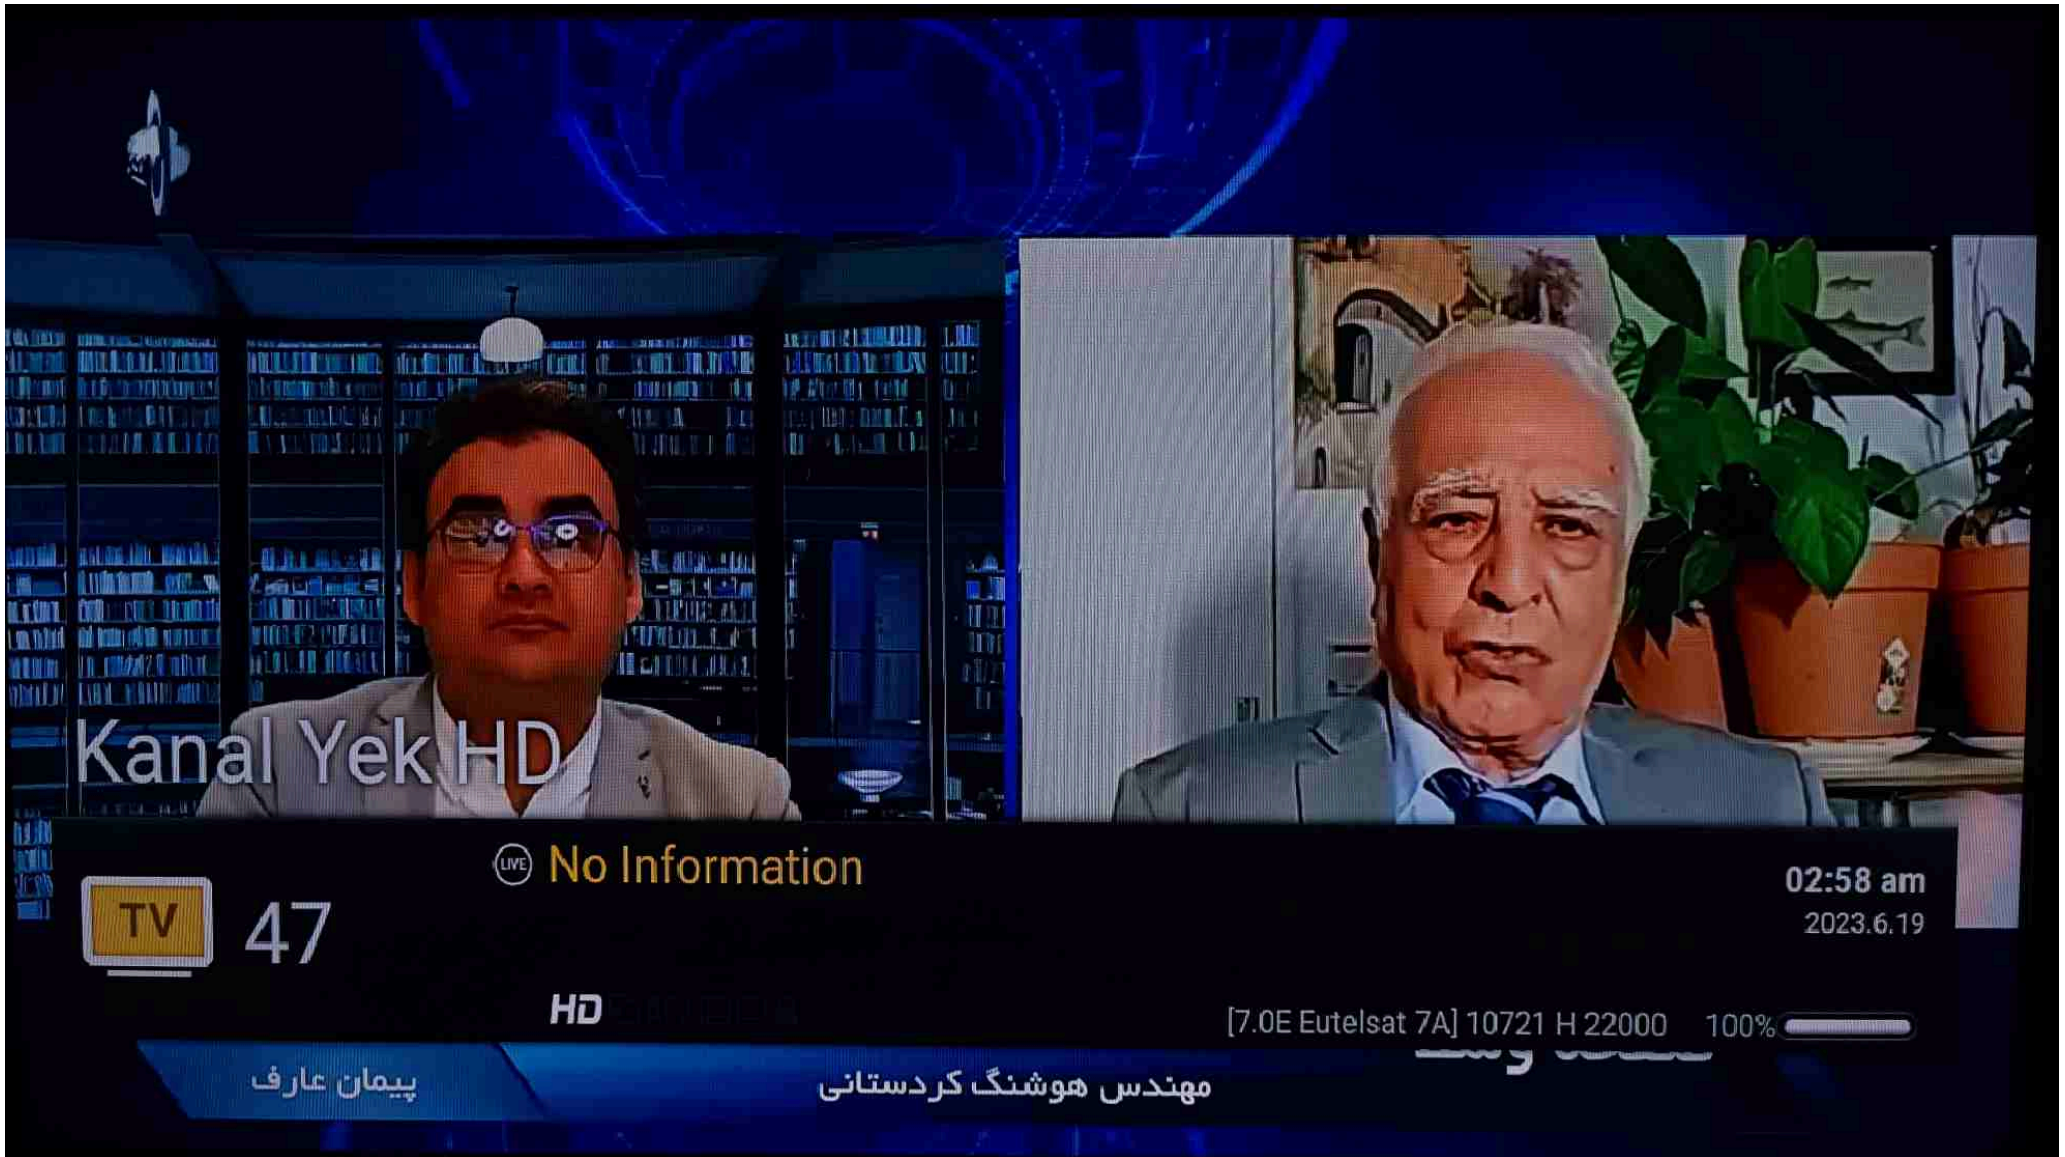 Kanal Yek HD
LIVE No Information
02:58 am
2023.6.19
TV 47
HD
[7.0E Eutelsat 7A] 10721 H 22000 100%
پیمان عارف
مهندس هوشنگ کردستانی